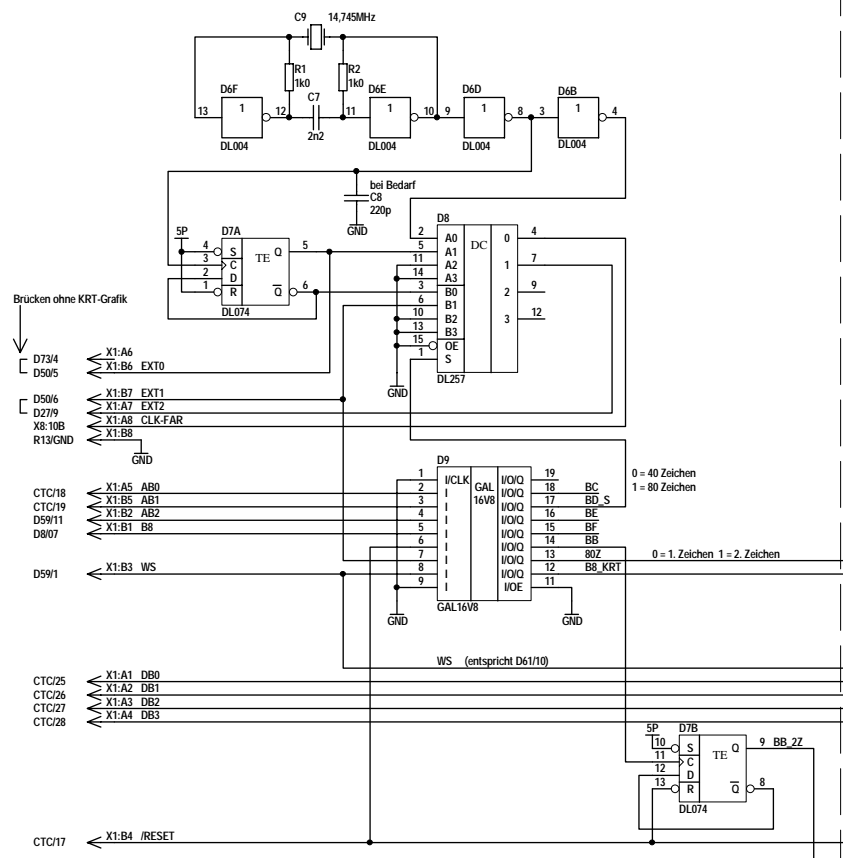 C9 14,745MHz
R1 1k0
R2 1k0
D6F
C7
D6E
D6D
D6B
13 1 12
11 1 10
9 1 8
3 1 4
2n2
DL004
DL004
DL004
DL004
bei Bedarf
C8
220p
GND
5P
D7A
4 S Q 5
3 C TE
2 D
1 R Q 6
DL074
D8
DC
2 A0 0 4
5 A1 1 7
11 A2 2 9
14 A3 3 12
3 B0
6 B1
10 B2
13 B3
15 OE
1 S
DL257
GND
Brücken ohne KRT-Grafik
D73/4 X1:A6
D50/5 X1:B6 EXT0
D50/6 X1:B7 EXT1
D27/9 X1:A7 EXT2
X8:10B X1:A8 CLK-FAR
R13/GND X1:B8
GND
D9
GAL
16V8
1 I/CLK I/O/Q 19
2 I I/O/Q 18 BC
3 I I/O/Q 17 BD_S
4 I I/O/Q 16 BE
5 I I/O/Q 15 BF
6 I I/O/Q 14 BB
7 I I/O/Q 13 80Z
8 I I/O/Q 12 B8_KRT
9 I I/OE 11
GAL16V8
GND
GND
0 = 40 Zeichen
1 = 80 Zeichen
0 = 1. Zeichen 1 = 2. Zeichen
CTC/18 X1:A5 AB0
CTC/19 X1:B5 AB1
D59/11 X1:B2 AB2
D8/07 X1:B1 B8
D59/1 X1:B3 WS
WS (entspricht D61/10)
CTC/25 X1:A1 DB0
CTC/26 X1:A2 DB1
CTC/27 X1:A3 DB2
CTC/28 X1:A4 DB3
5P
D7B
10 S Q 9 BB_2Z
11 C TE
12 D
13 R Q 8
DL074
CTC/17 X1:B4 /RESET